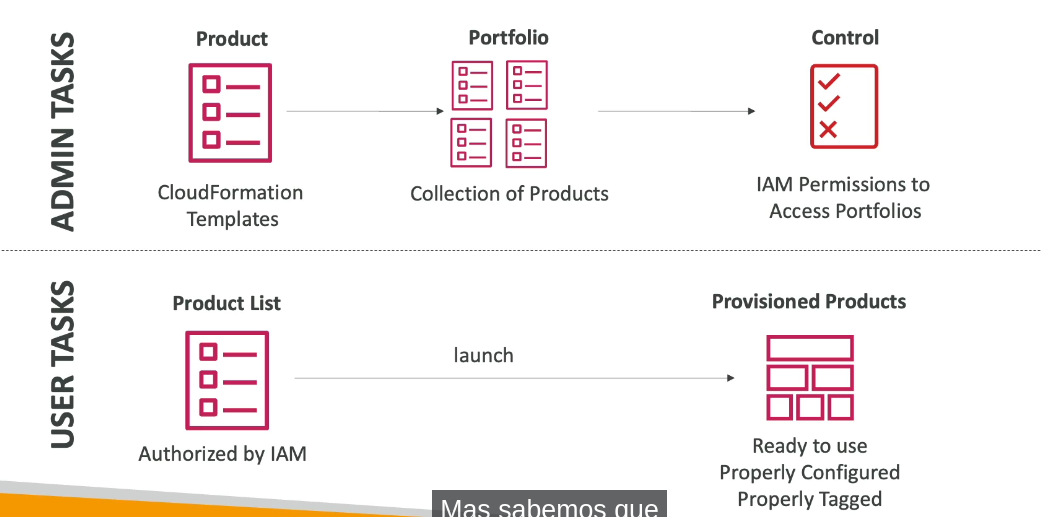 ADMIN TASKS
Product
Portfolio
Control
CloudFormation
Templates
Collection of Products
IAM Permissions to
Access Portfolios
USER TASKS
Product List
Provisioned Products
launch
Authorized by IAM
Ready to use
Properly Configured
Properly Tagged
Mas sabemos que